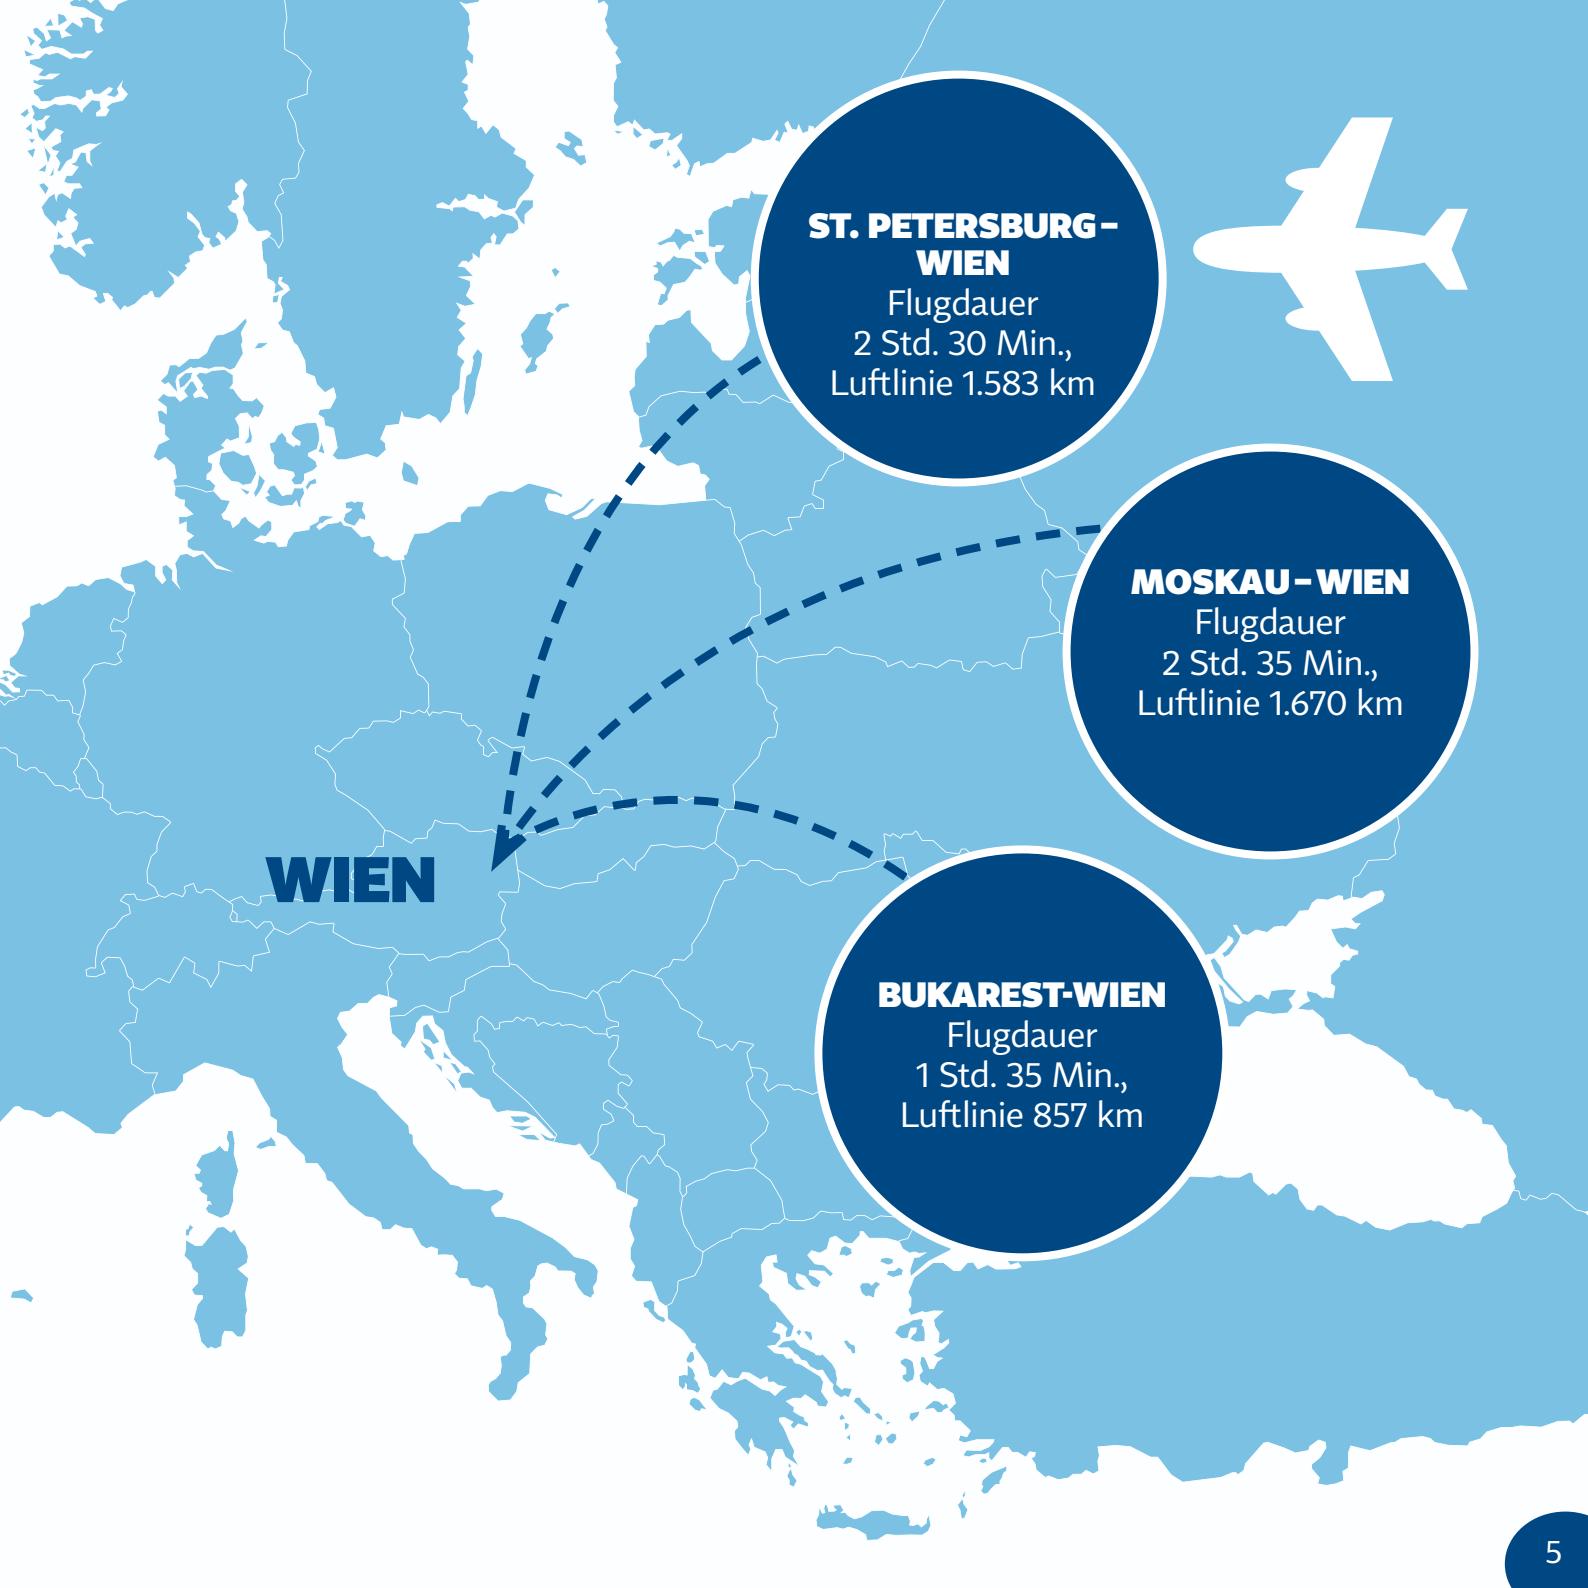 ST. PETERSBURG –
WIEN
Flugdauer
2 Std. 30 Min.,
Luftlinie 1.583 km
MOSKAU – WIEN
Flugdauer
2 Std. 35 Min.,
Luftlinie 1.670 km
WIEN
BUKAREST-WIEN
Flugdauer
1 Std. 35 Min.,
Luftlinie 857 km
5